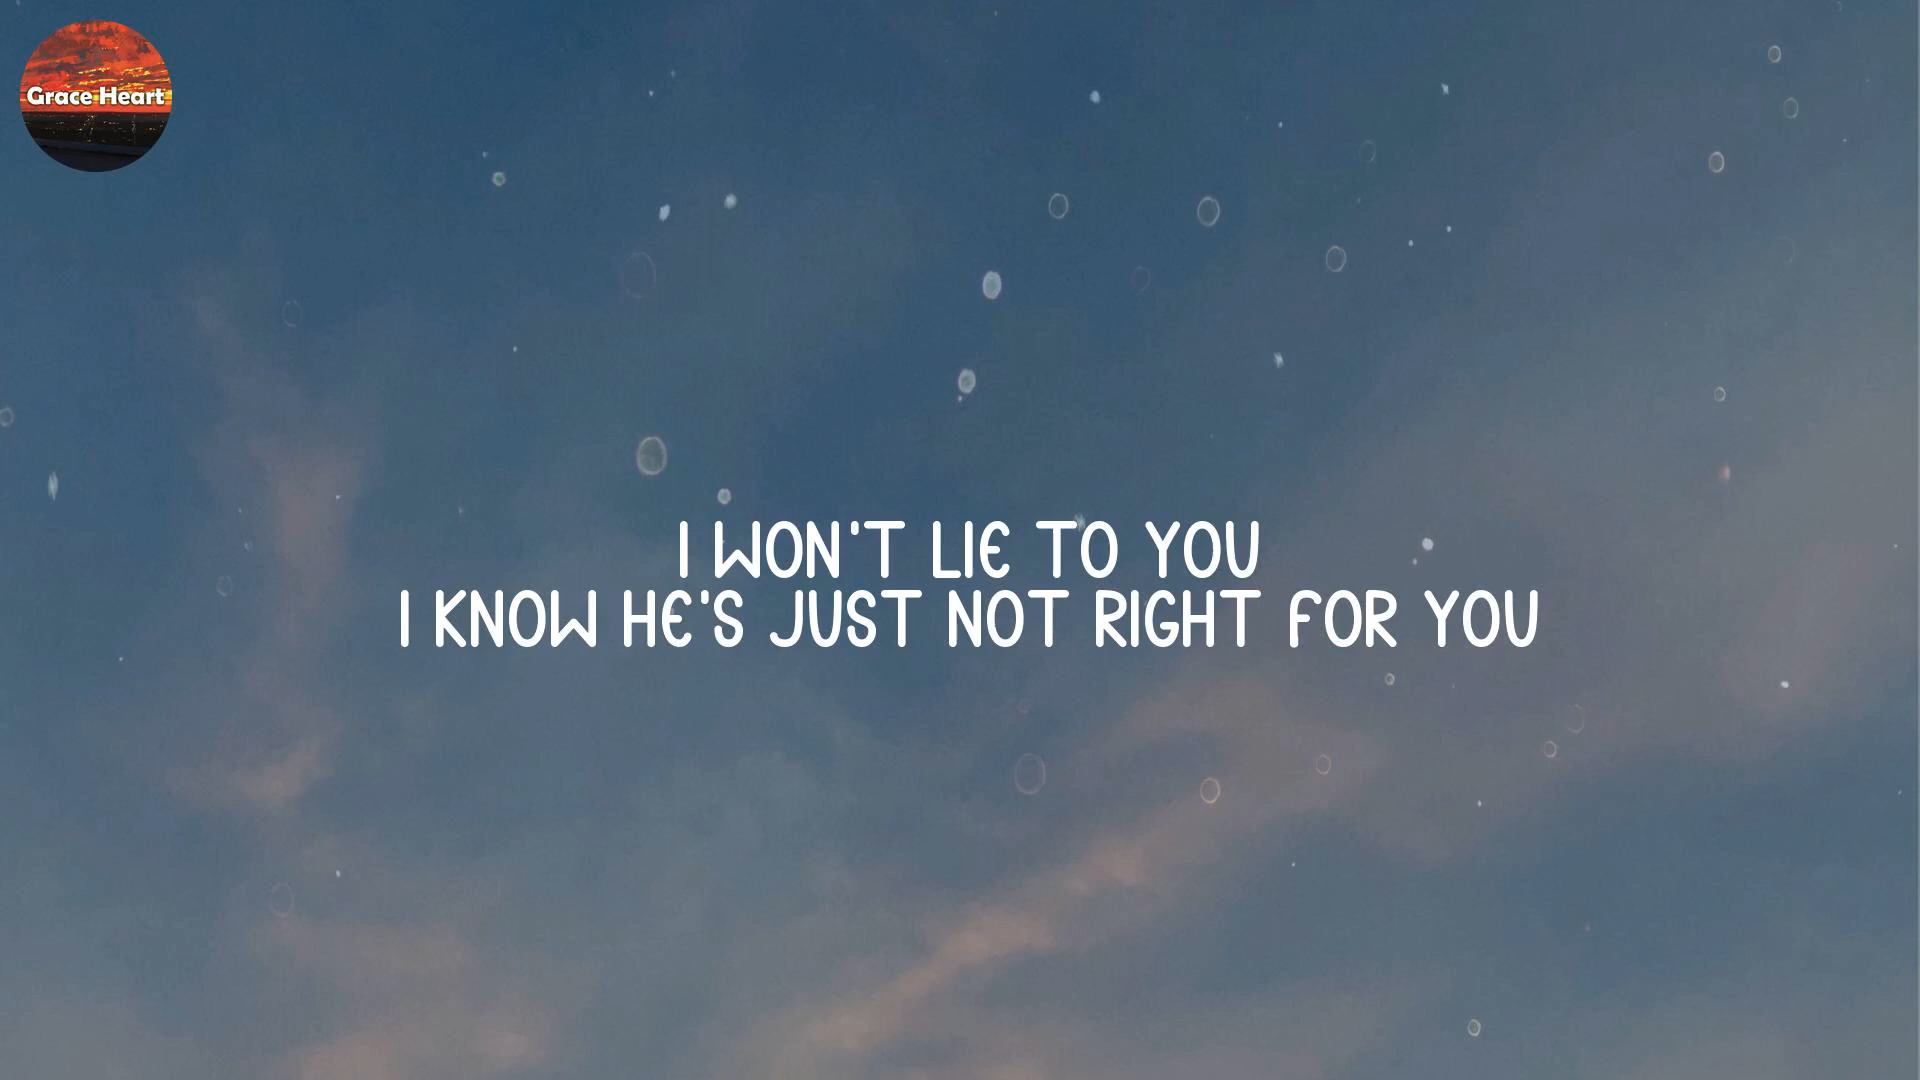 Grace Heart
I WON'T LIE TO YOU
I KNOW HE'S JUST NOT RIGHT FOR YOU